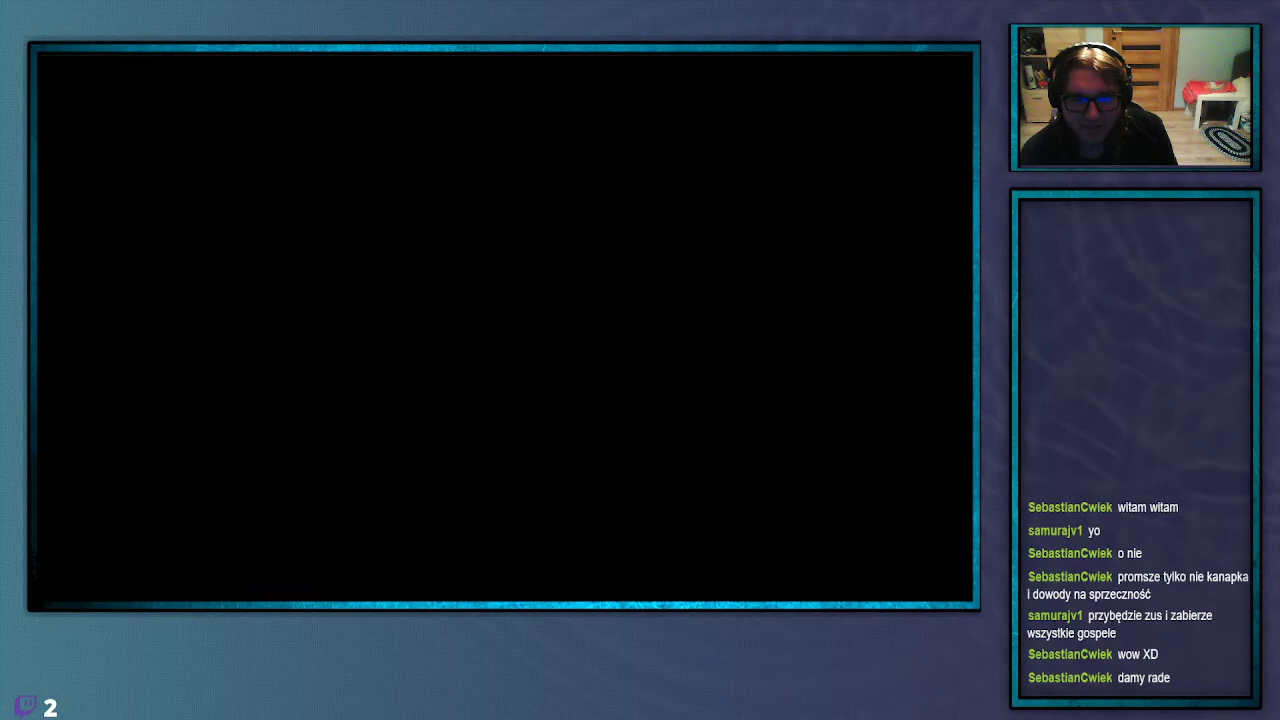 SebastianCwiek witam witam
samurajv1 yo
SebastianCwiek o nie
SebastianCwiek promsze tylko nie kanapka
i dowody na sprzeczność
samurajv1 przybędzie zus i zabierze
wszystkie gospele
SebastianCwiek wow XD
SebastianCwiek damy rade
2